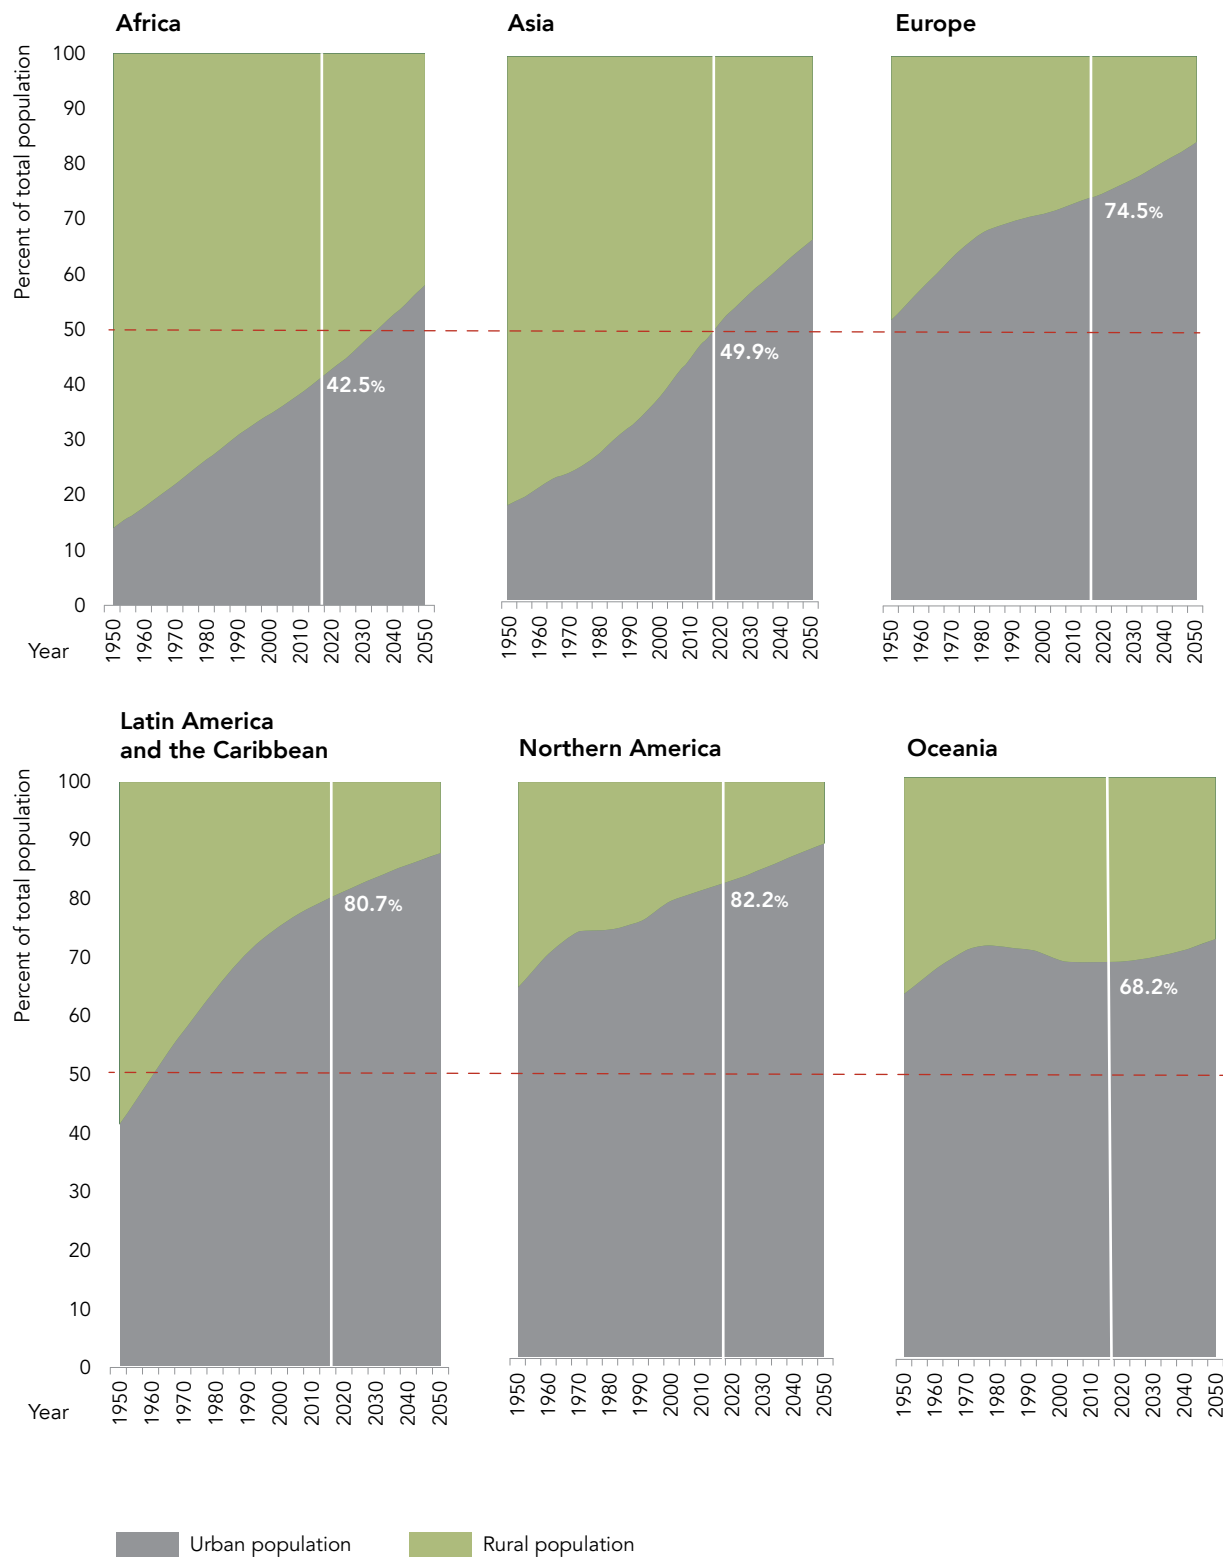 Africa
Asia
Europe
Percent of total population
100
90
80
70
60
50
40
30
20
10
0
42.5%
49.9%
74.5%
Year
1950 1960 1970 1980 1990 2000 2010 2020 2030 2040 2050
1950 1960 1970 1980 1990 2000 2010 2020 2030 2040 2050
1950 1960 1970 1980 1990 2000 2010 2020 2030 2040 2050
Latin America
and the Caribbean
Northern America
Oceania
Percent of total population
100
90
80
70
60
50
40
30
20
10
0
80.7%
82.2%
68.2%
Year
1950 1960 1970 1980 1990 2000 2010 2020 2030 2040 2050
1950 1960 1970 1980 1990 2000 2010 2020 2030 2040 2050
1950 1960 1970 1980 1990 2000 2010 2020 2030 2040 2050
Urban population
Rural population